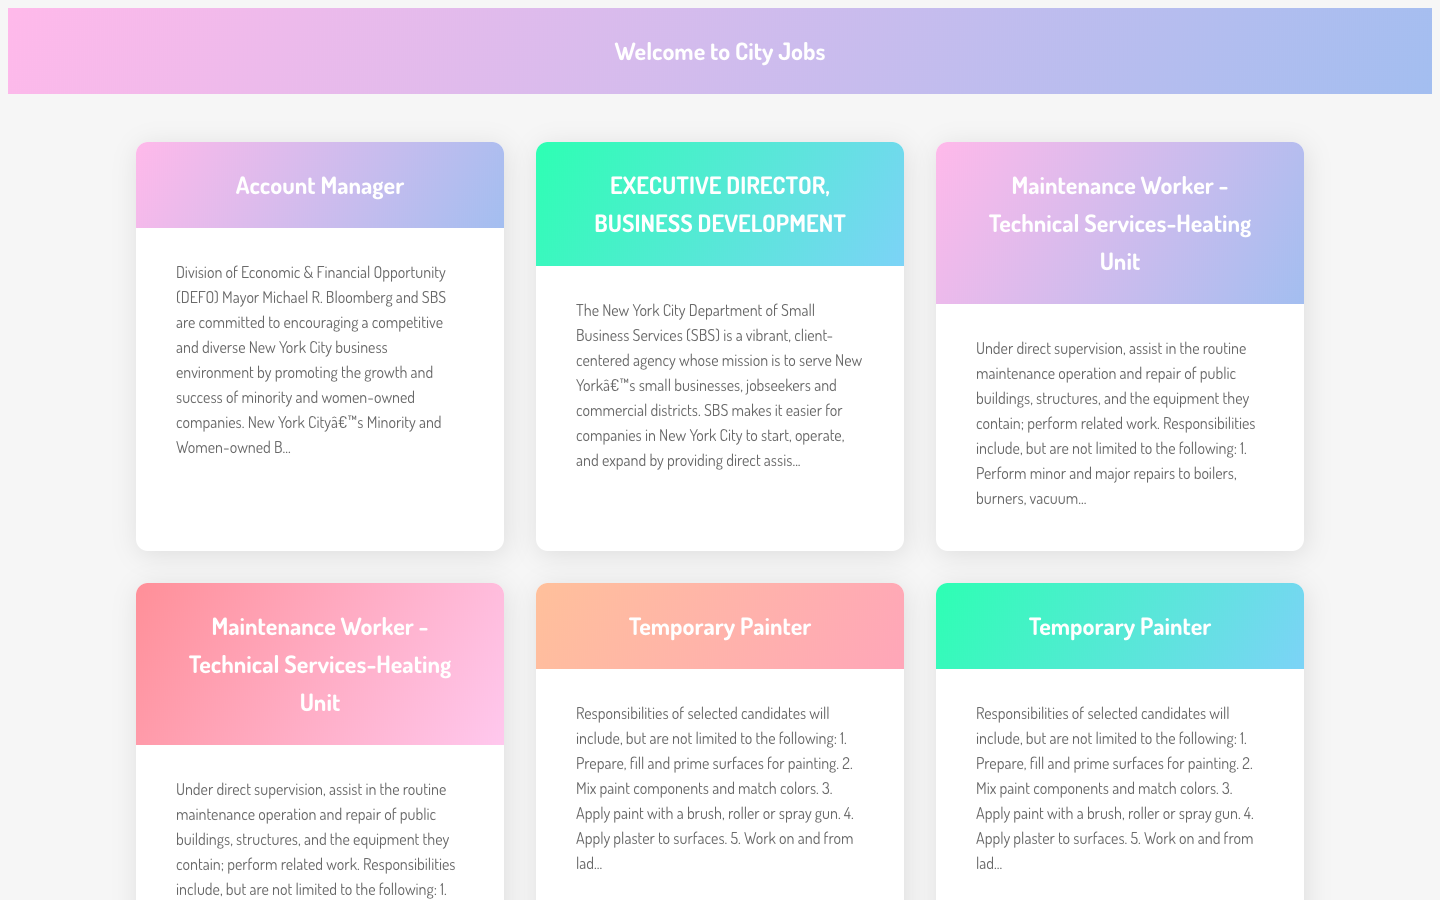 Welcome to City Jobs
Account Manager
Division of Economic & Financial Opportunity
(DEFO) Mayor Michael R. Bloomberg and SBS
are committed to encouraging a competitive
and diverse New York City business
environment by promoting the growth and
success of minority and women-owned
companies. New York Cityâ€™s Minority and
Women-owned B...
EXECUTIVE DIRECTOR,
BUSINESS DEVELOPMENT
The New York City Department of Small
Business Services (SBS) is a vibrant, client-
centered agency whose mission is to serve New
Yorkâ€™s small businesses, jobseekers and
commercial districts. SBS makes it easier for
companies in New York City to start, operate,
and expand by providing direct assis...
Maintenance Worker -
Technical Services-Heating
Unit
Under direct supervision, assist in the routine
maintenance operation and repair of public
buildings, structures, and the equipment they
contain; perform related work. Responsibilities
include, but are not limited to the following: 1.
Perform minor and major repairs to boilers,
burners, vacuum...
Maintenance Worker -
Technical Services-Heating
Unit
Under direct supervision, assist in the routine
maintenance operation and repair of public
buildings, structures, and the equipment they
contain; perform related work. Responsibilities
include, but are not limited to the following: 1.
Temporary Painter
Responsibilities of selected candidates will
include, but are not limited to the following: 1.
Prepare, fill and prime surfaces for painting. 2.
Mix paint components and match colors. 3.
Apply paint with a brush, roller or spray gun. 4.
Apply plaster to surfaces. 5. Work on and from
lad...
Temporary Painter
Responsibilities of selected candidates will
include, but are not limited to the following: 1.
Prepare, fill and prime surfaces for painting. 2.
Mix paint components and match colors. 3.
Apply paint with a brush, roller or spray gun. 4.
Apply plaster to surfaces. 5. Work on and from
lad...